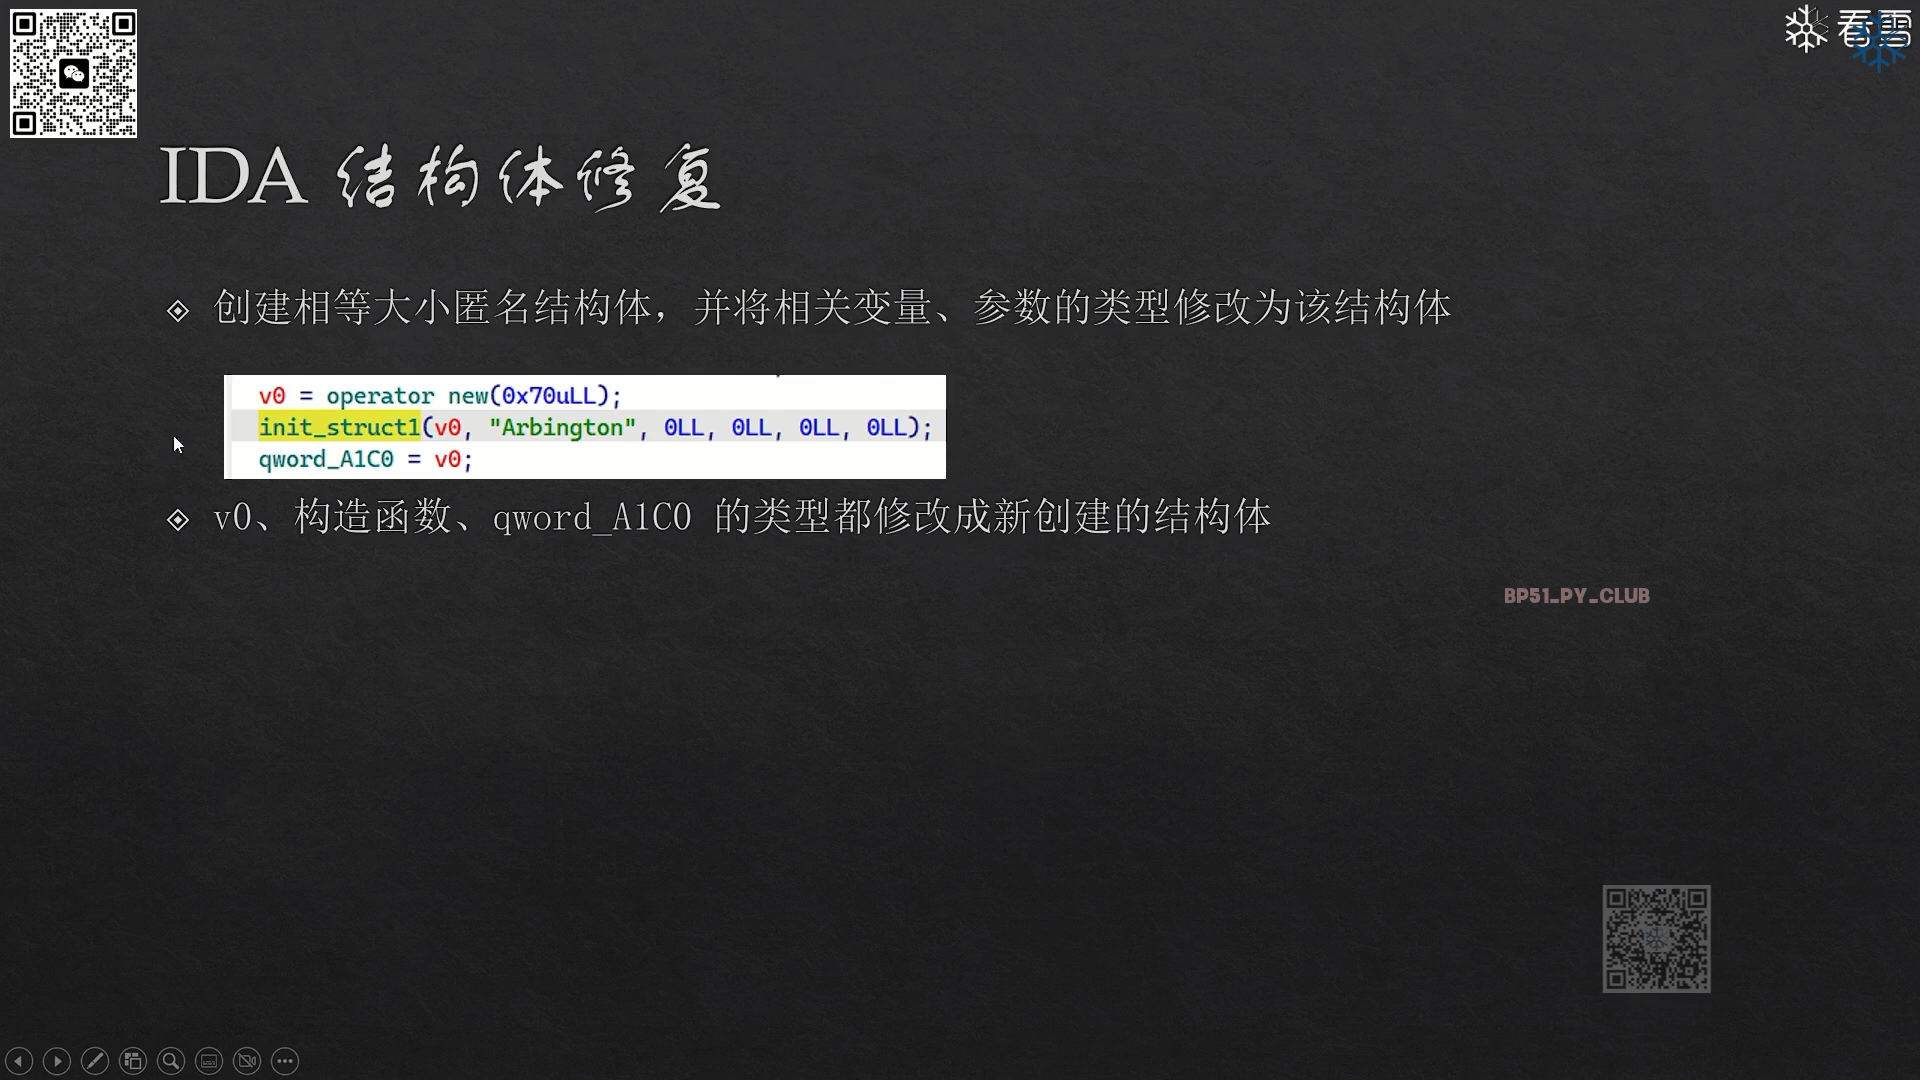 看雪
IDA 结构体修复
创建相等大小匿名结构体，并将相关变量、参数的类型修改为该结构体
v0 = operator new(0x70uLL);
init_struct1(v0, "Arbington", 0LL, 0LL, 0LL, 0LL);
qword_A1C0 = v0;
v0、构造函数、qword_A1C0 的类型都修改成新创建的结构体
BP51_PY_CLUB